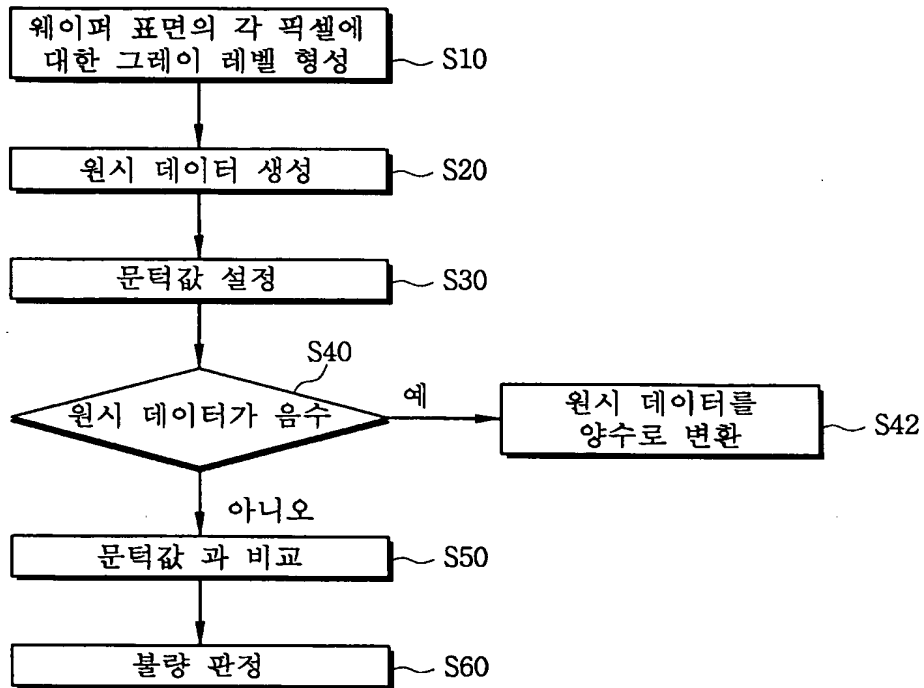 웨이퍼 표면의 각 픽셀에
대한 그레이 레벨 형성
S10
원시 데이터 생성
S20
문턱값 설정
S30
S40
원시 데이터가 음수
예
원시 데이터를
양수로 변환
S42
아니오
문턱값 과 비교
S50
불량 판정
S60